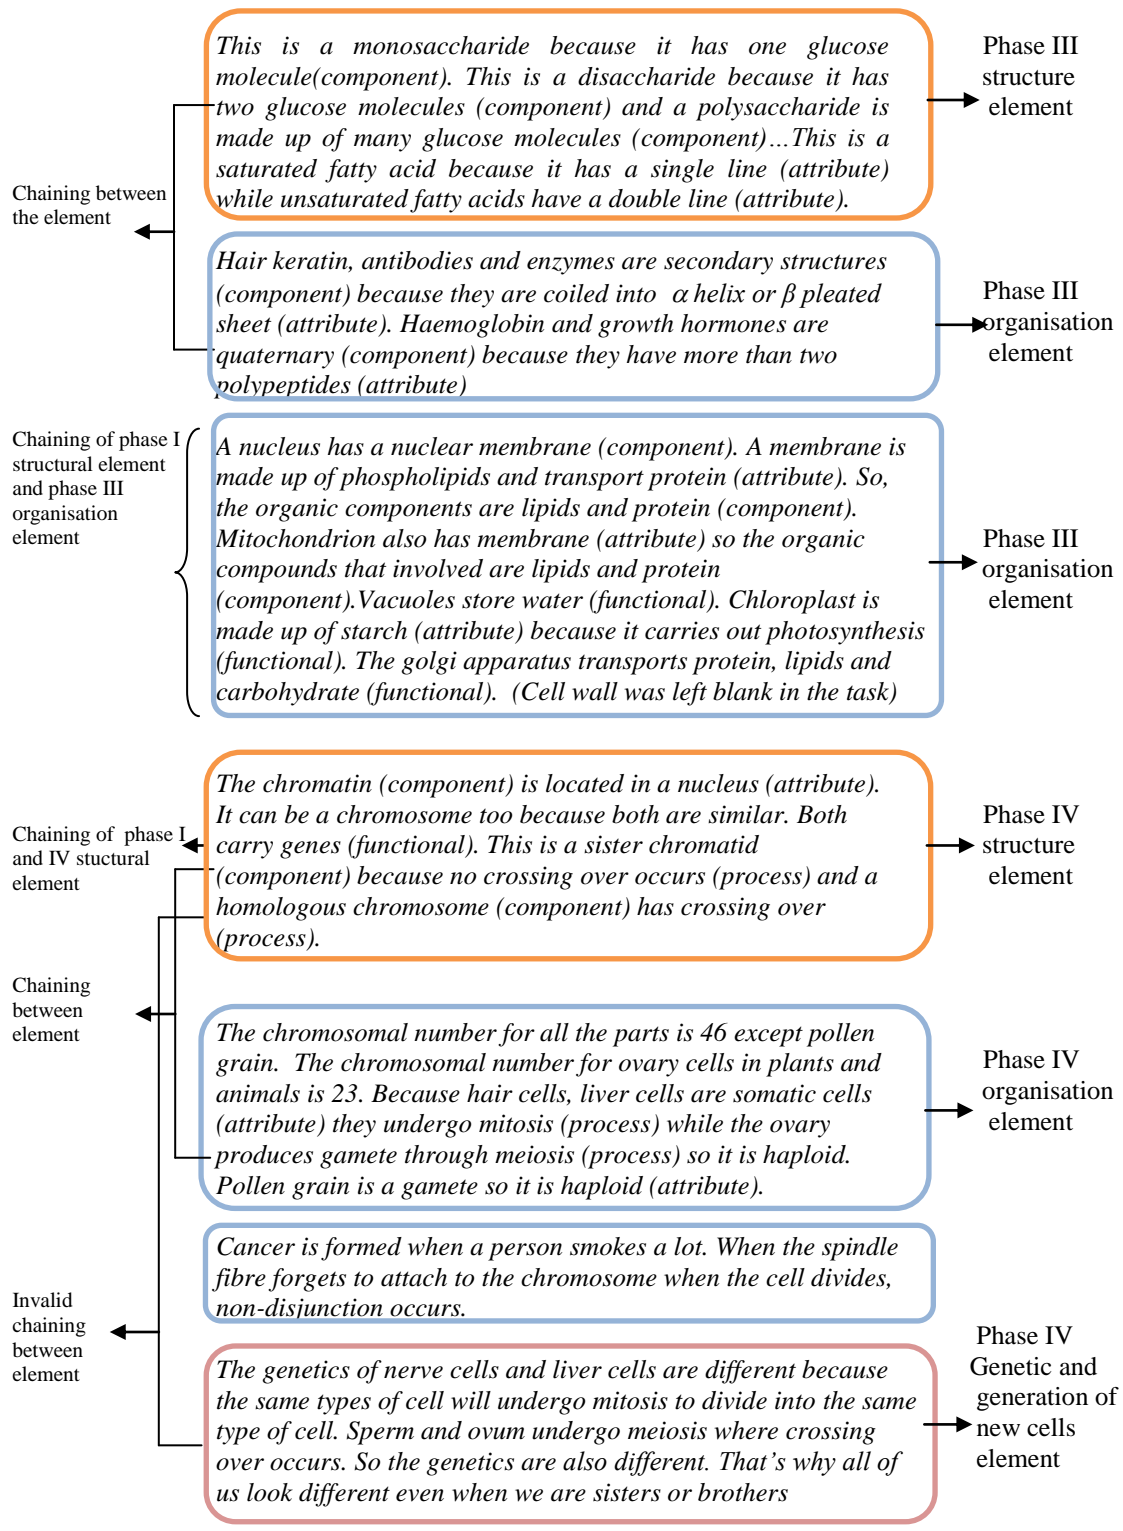 This is a monosaccharide because it has one glucose
molecule(component). This is a disaccharide because it has
two glucose molecules (component) and a polysaccharide is
made up of many glucose molecules (component)…This is a
saturated fatty acid because it has a single line (attribute)
while unsaturated fatty acids have a double line (attribute).
Phase III
structure
element
Chaining between
the element
Hair keratin, antibodies and enzymes are secondary structures
(component) because they are coiled into α helix or β pleated
sheet (attribute). Haemoglobin and growth hormones are
quaternary (component) because they have more than two
polypeptides (attribute)
Phase III
organisation
element
Chaining of phase I
structural element
and phase III
organisation
element
A nucleus has a nuclear membrane (component). A membrane is
made up of phospholipids and transport protein (attribute). So,
the organic components are lipids and protein (component).
Mitochondrion also has membrane (attribute) so the organic
compounds that involved are lipids and protein
(component).Vacuoles store water (functional). Chloroplast is
made up of starch (attribute) because it carries out photosynthesis
(functional). The golgi apparatus transports protein, lipids and
carbohydrate (functional). (Cell wall was left blank in the task)
Phase III
organisation
element
The chromatin (component) is located in a nucleus (attribute).
It can be a chromosome too because both are similar. Both
carry genes (functional). This is a sister chromatid
(component) because no crossing over occurs (process) and a
homologous chromosome (component) has crossing over
(process).
Phase IV
structure
element
Chaining of phase I
and IV stuctural
element
Chaining
between
element
The chromosomal number for all the parts is 46 except pollen
grain. The chromosomal number for ovary cells in plants and
animals is 23. Because hair cells, liver cells are somatic cells
(attribute) they undergo mitosis (process) while the ovary
produces gamete through meiosis (process) so it is haploid.
Pollen grain is a gamete so it is haploid (attribute).
Phase IV
organisation
element
Cancer is formed when a person smokes a lot. When the spindle
fibre forgets to attach to the chromosome when the cell divides,
non-disjunction occurs.
Invalid
chaining
between
element
The genetics of nerve cells and liver cells are different because
the same types of cell will undergo mitosis to divide into the same
type of cell. Sperm and ovum undergo meiosis where crossing
over occurs. So the genetics are also different. That's why all of
us look different even when we are sisters or brothers
Phase IV
Genetic and
generation of
new cells
element